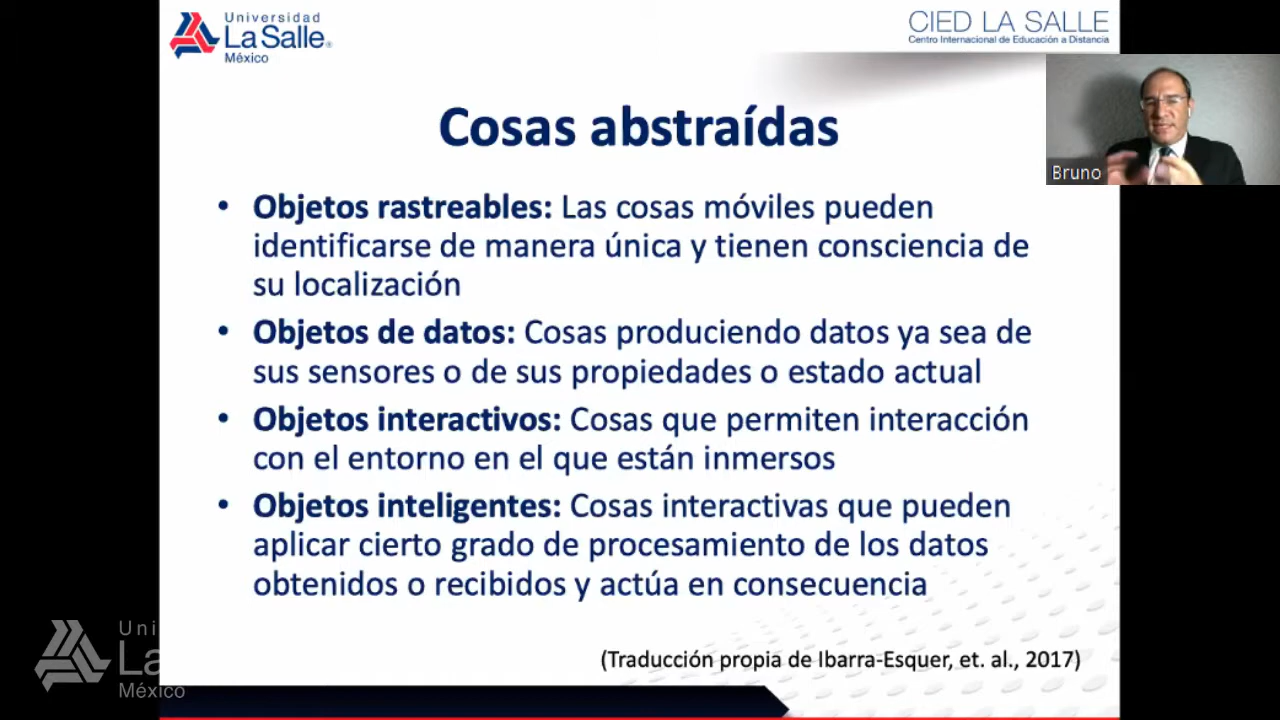 Universidad
La Salle®
México
CIED LA SALLE
Centro Internacional de Educación a Distancia
Cosas abstraídas
Bruno
• Objetos rastreables: Las cosas móviles pueden
identificarse de manera única y tienen consciencia de
su localización
• Objetos de datos: Cosas produciendo datos ya sea de
sus sensores o de sus propiedades o estado actual
• Objetos interactivos: Cosas que permiten interacción
con el entorno en el que están inmersos
• Objetos inteligentes: Cosas interactivas que pueden
aplicar cierto grado de procesamiento de los datos
obtenidos o recibidos y actúa en consecuencia
(Traducción propia de Ibarra-Esquer, et. al., 2017)
Uni
La
México